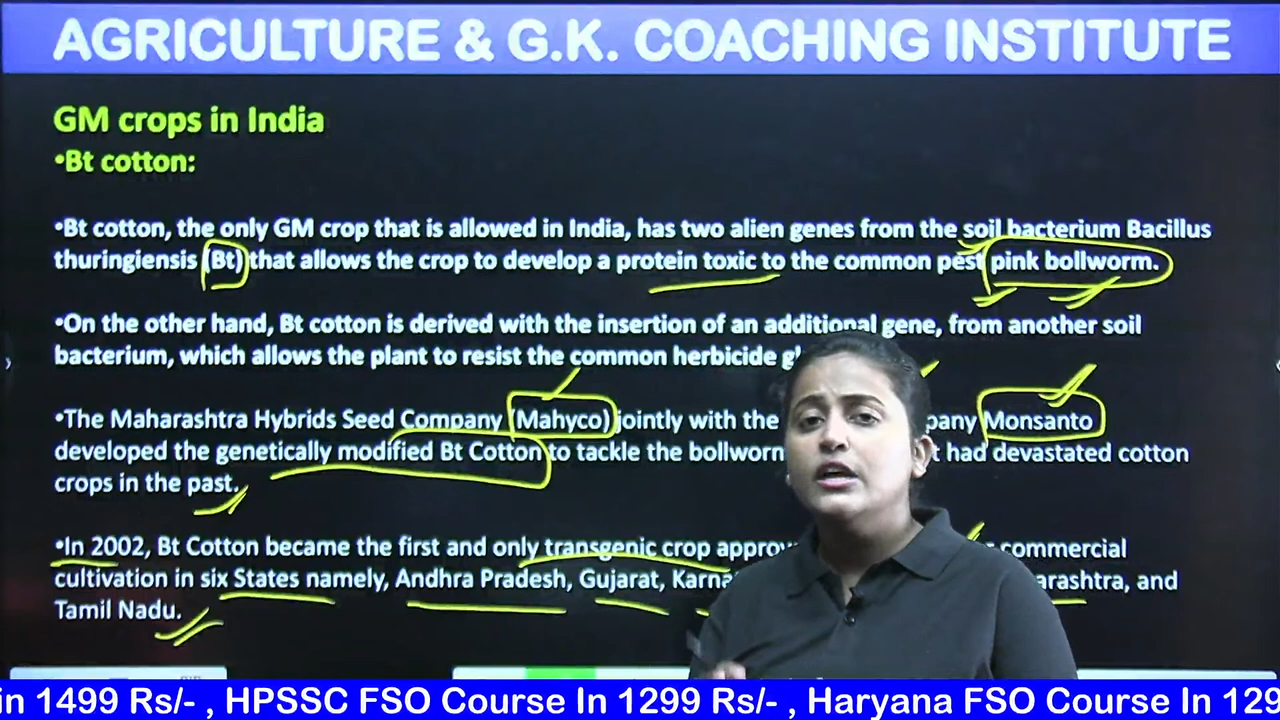 AGRICULTURE & G.K. COACHING INSTITUTE
GM crops in India
•Bt cotton:
•Bt cotton, the only GM crop that is allowed in India, has two alien genes from the soil bacterium Bacillus
thuringiensis (Bt) that allows the crop to develop a protein toxic to the common pest pink bollworm.
•On the other hand, Bt cotton is derived with the insertion of an additional gene, from another soil
bacterium, which allows the plant to resist the common herbicide
•The Maharashtra Hybrids Seed Company (Mahyco) jointly with the Monsanto
developed the genetically modified Bt Cotton to tackle the had devastated cotton
crops in the past.
•In 2002, Bt Cotton became the first and only transgenic crop commercial
cultivation in six States namely, Andhra Pradesh, Gujarat, and
Tamil Nadu.
in 1499 Rs/- , HPSSC FSO Course In 1299 Rs/- , Haryana FSO Course In 129